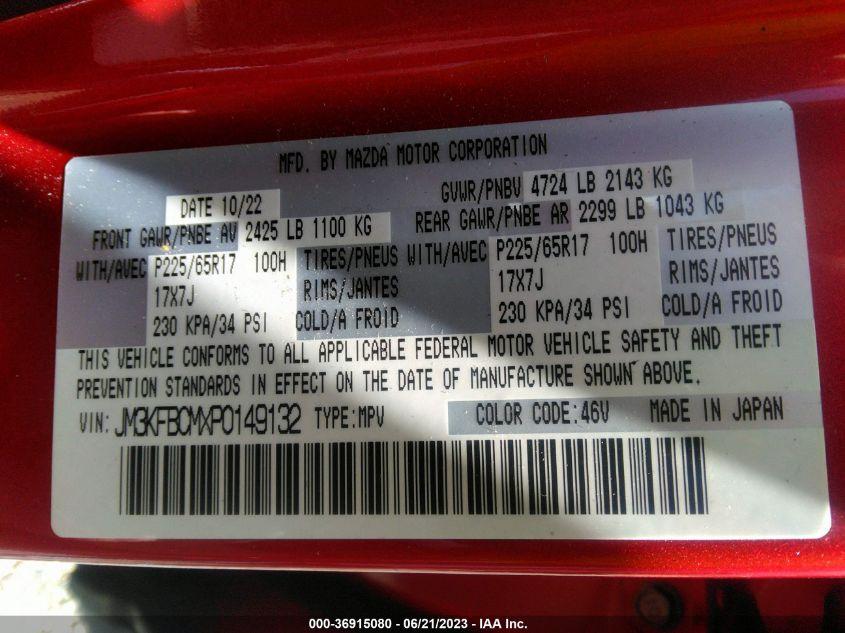 MFD. BY MAZDA MOTOR CORPORATION
DATE 10/22 GVWR/PNBV 4724 LB 2143 KG
FRONT GAWR/PNBE AV 2425 LB 1100 KG REAR GAWR/PNBE AR 2299 LB 1043 KG
WITH/AVEC P225/65R17 100H TIRES/PNEUS WITH/AVEC P225/65R17 100H TIRES/PNEUS
17X7J RIMS/JANTES 17X7J RIMS/JANTES
230 KPA/34 PSI COLD/A FROID 230 KPA/34 PSI COLD/A FROID
THIS VEHICLE CONFORMS TO ALL APPLICABLE FEDERAL MOTOR VEHICLE SAFETY AND THEFT
PREVENTION STANDARDS IN EFFECT ON THE DATE OF MANUFACTURE SHOWN ABOVE.
VIN: JM3KFBCMXP0149132 TYPE:MPV COLOR CODE:46V MADE IN JAPAN
000-36915080 - 06/21/2023 - IAA Inc.